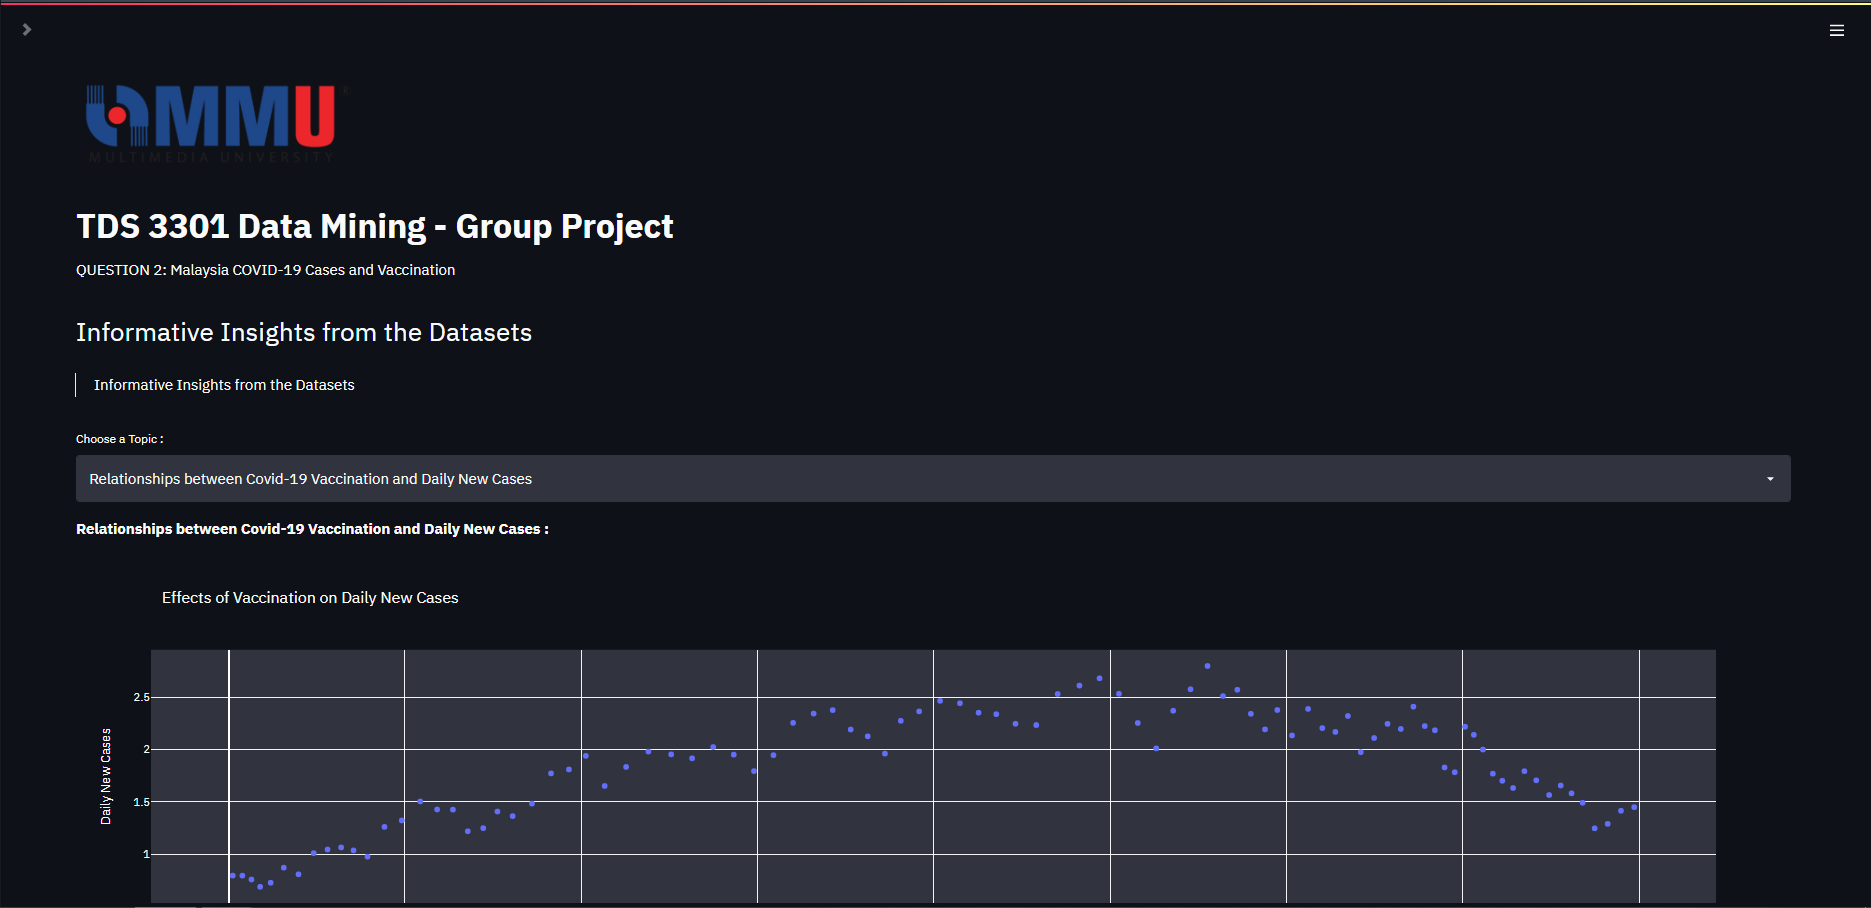 MMU
MULTIMEDIA UNIVERSITY
TDS 3301 Data Mining - Group Project
QUESTION 2: Malaysia COVID-19 Cases and Vaccination
Informative Insights from the Datasets
Informative Insights from the Datasets
Choose a Topic :
Relationships between Covid-19 Vaccination and Daily New Cases
Relationships between Covid-19 Vaccination and Daily New Cases :
Effects of Vaccination on Daily New Cases
2.5
2
1.5
1
Daily New Cases